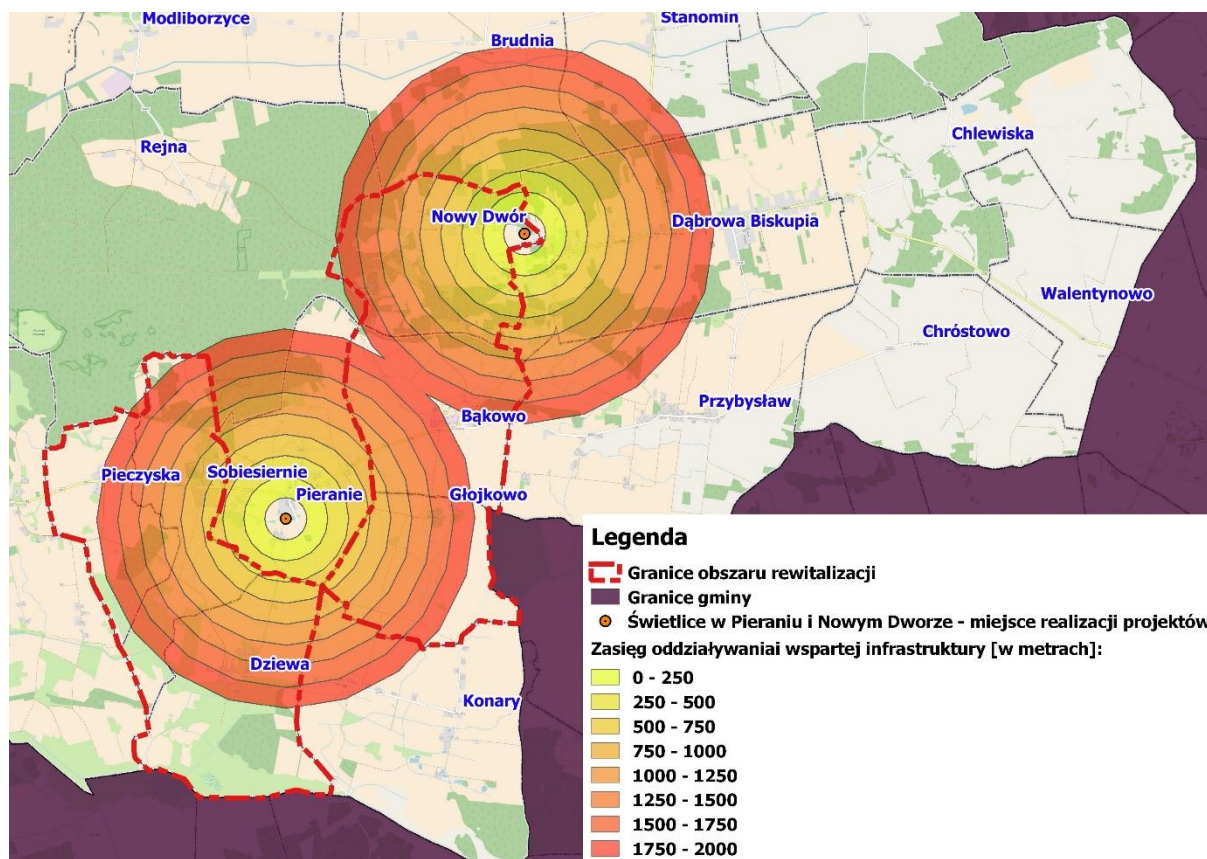 Modliborzyce
Stanomin
Brudnia
Chlewiska
Rejna
Nowy Dwór
Dąbrowa Biskupia
Walentynowo
Chróstowo
Przybysław
Bąkowo
Pieczyska
Sobiesiernie
Pieranie
Głojkowo
Dziewa
Konary
Legenda
Granice obszaru rewitalizacji
Granice gminy
Świetlice w Pieraniu i Nowym Dworze - miejsce realizacji projektów
Zasięg oddziaływaniai wspartej infrastruktury [w metrach]:
0 - 250
250 - 500
500 - 750
750 - 1000
1000 - 1250
1250 - 1500
1500 - 1750
1750 - 2000